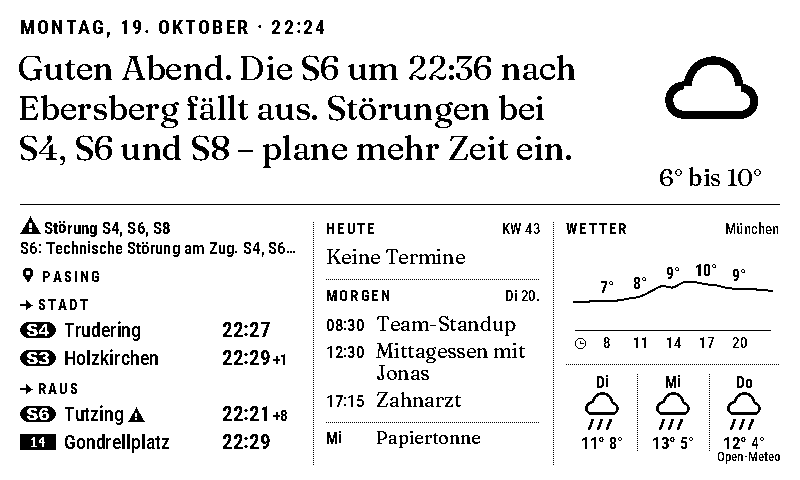 MONTAG, 19. OKTOBER · 22:24
Guten Abend. Die S6 um 22:36 nach
Ebersberg fällt aus. Störungen bei
S4, S6 und S8 – plane mehr Zeit ein.
6° bis 10°
Störung S4, S6, S8
S6: Technische Störung am Zug. S4, S6...
PASING
→ STADT
S4 Trudering 22:27
S3 Holzkirchen 22:29 +1
→ RAUS
S6 Tutzing 22:21 +8
14 Gondrellplatz 22:29
HEUTE KW 43
Keine Termine
MORGEN Di 20.
08:30 Team-Standup
12:30 Mittagessen mit
Jonas
17:15 Zahnarzt
Mi Papiertonne
WETTER München
7° 8° 9° 10° 9°
8 11 14 17 20
Di Mi Do
11° 8° 13° 5° 12° 4°
Open-Meteo